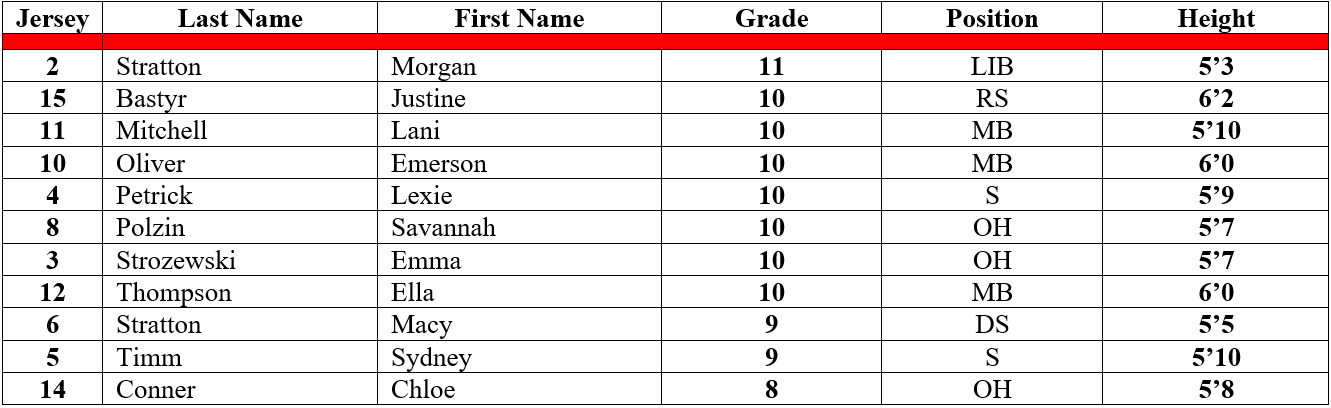 Jersey Last Name First Name Grade Position Height
2 Stratton Morgan 11 LIB 5’3
15 Bastyr Justine 10 RS 6’2
11 Mitchell Lani 10 MB 5’10
10 Oliver Emerson 10 MB 6’0
4 Petrick Lexie 10 S 5’9
8 Polzin Savannah 10 OH 5’7
3 Strozewski Emma 10 OH 5’7
12 Thompson Ella 10 MB 6’0
6 Stratton Macy 9 DS 5’5
5 Timm Sydney 9 S 5’10
14 Conner Chloe 8 OH 5’8